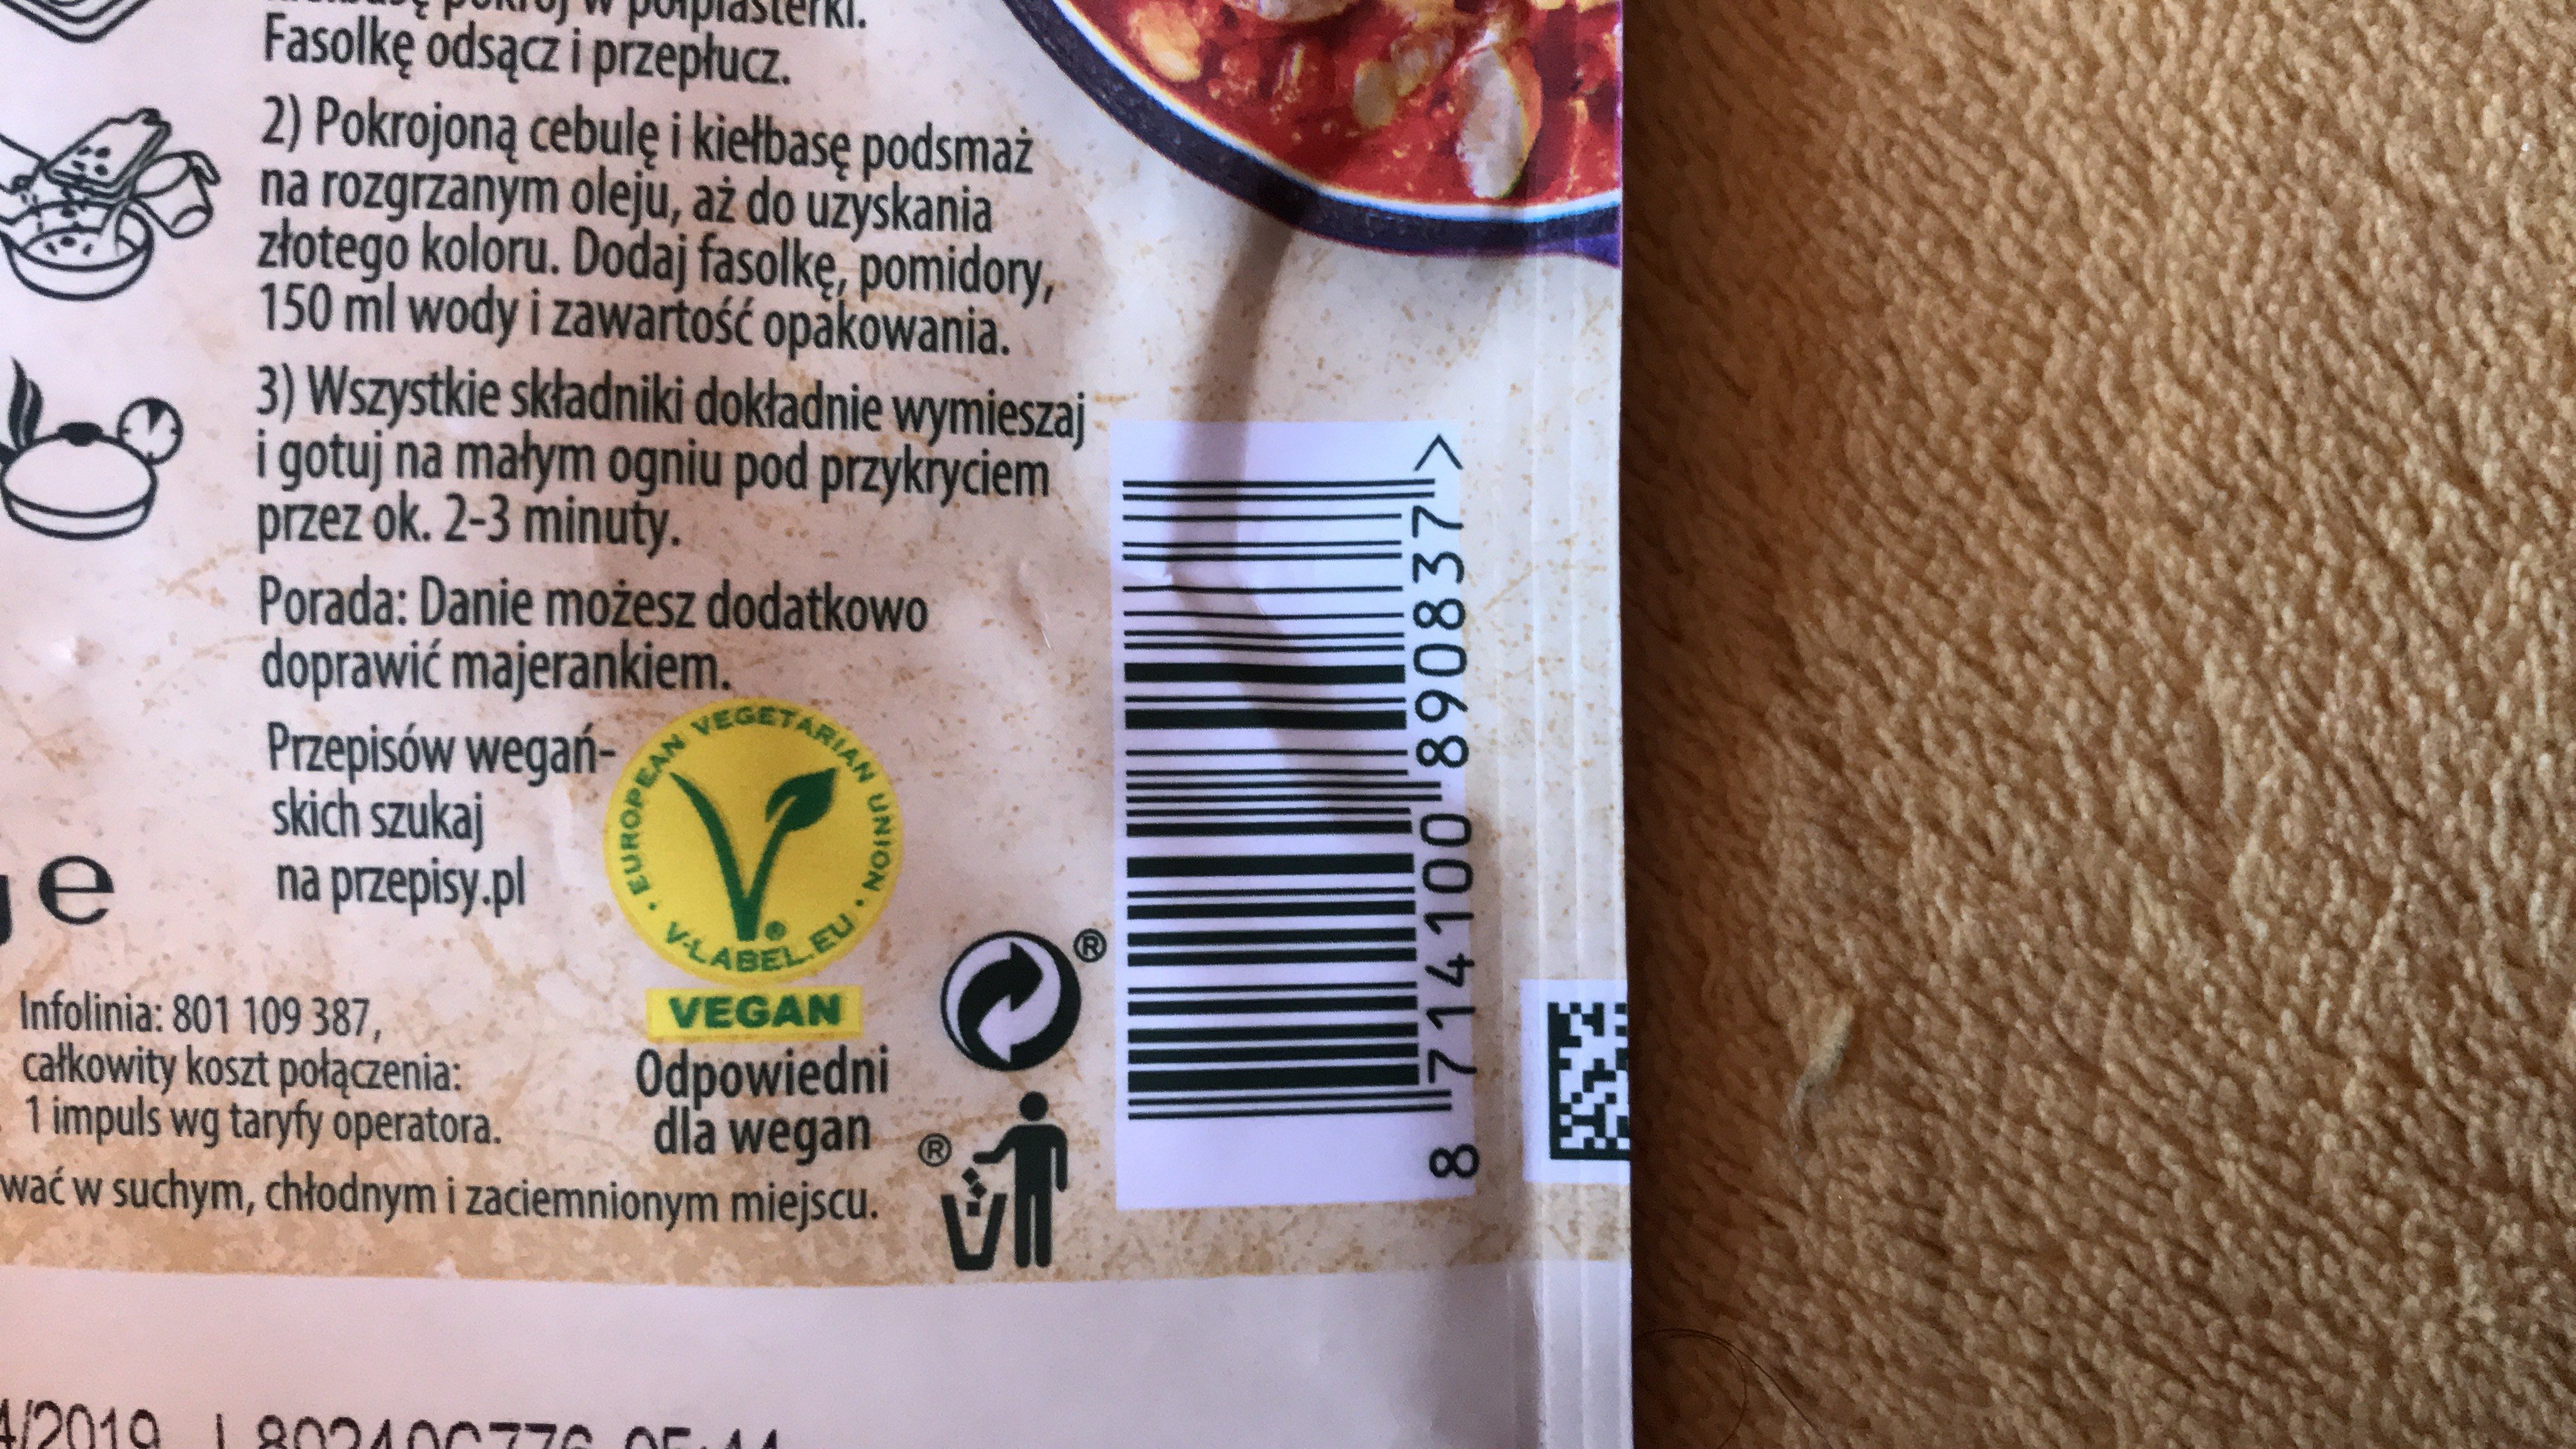 pokrój w półplasterki.
Fasolkę odsącz i przepłucz.
2) Pokrojoną cebulę i kiełbasę podsmaż
na rozgrzanym oleju, aż do uzyskania
złotego koloru. Dodaj fasolkę, pomidory,
150 ml wody i zawartość opakowania.
3) Wszystkie składniki dokładnie wymieszaj
i gotuj na małym ogniu pod przykryciem
przez ok. 2-3 minuty.
Porada: Danie możesz dodatkowo
doprawić majerankiem.
Przepisów wegań-
skich szukaj
na przepisy.pl
e
EUROPEAN VEGETARIAN UNION
V-LABEL.EU
®
VEGAN
Odpowiedni
dla wegan
®
®
Infolinia: 801 109 387,
całkowity koszt połączenia:
1 impuls wg taryfy operatora.
w suchym, chłodnym i zaciemnionym miejscu.
8 714100 890837 >
/2019